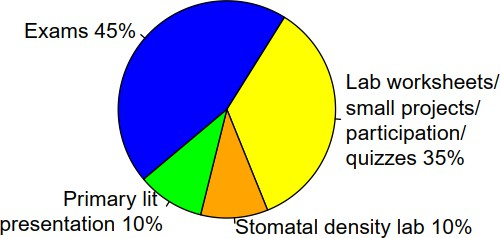 Exams 45%
Lab worksheets/
small projects/
participation/
quizzes 35%
Primary lit
presentation 10%
Stomatal density lab 10%